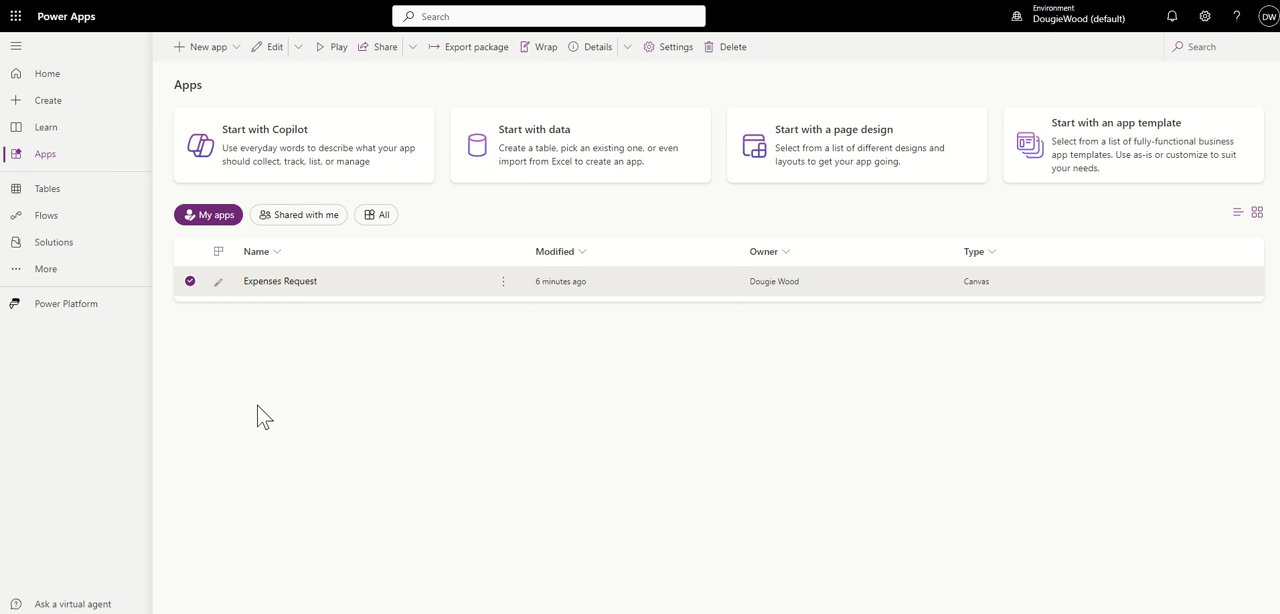 Power Apps
Search
Environment
DougieWood (default)
DW
New app
Edit
Play
Share
Export package
Wrap
Details
Settings
Delete
Search
Home
Create
Learn
Apps
Tables
Flows
Solutions
More
Power Platform
Ask a virtual agent
Apps
Start with Copilot
Use everyday words to describe what your app
should collect, track, list, or manage
Start with data
Create a table, pick an existing one, or even
import from Excel to create an app.
Start with a page design
Select from a list of different designs and
layouts to get your app going.
Start with an app template
Select from a list of fully-functional business
app templates. Use as-is or customize to suit
your needs.
My apps
Shared with me
All
Name
Modified
Owner
Type
Expenses Request
6 minutes ago
Dougie Wood
Canvas